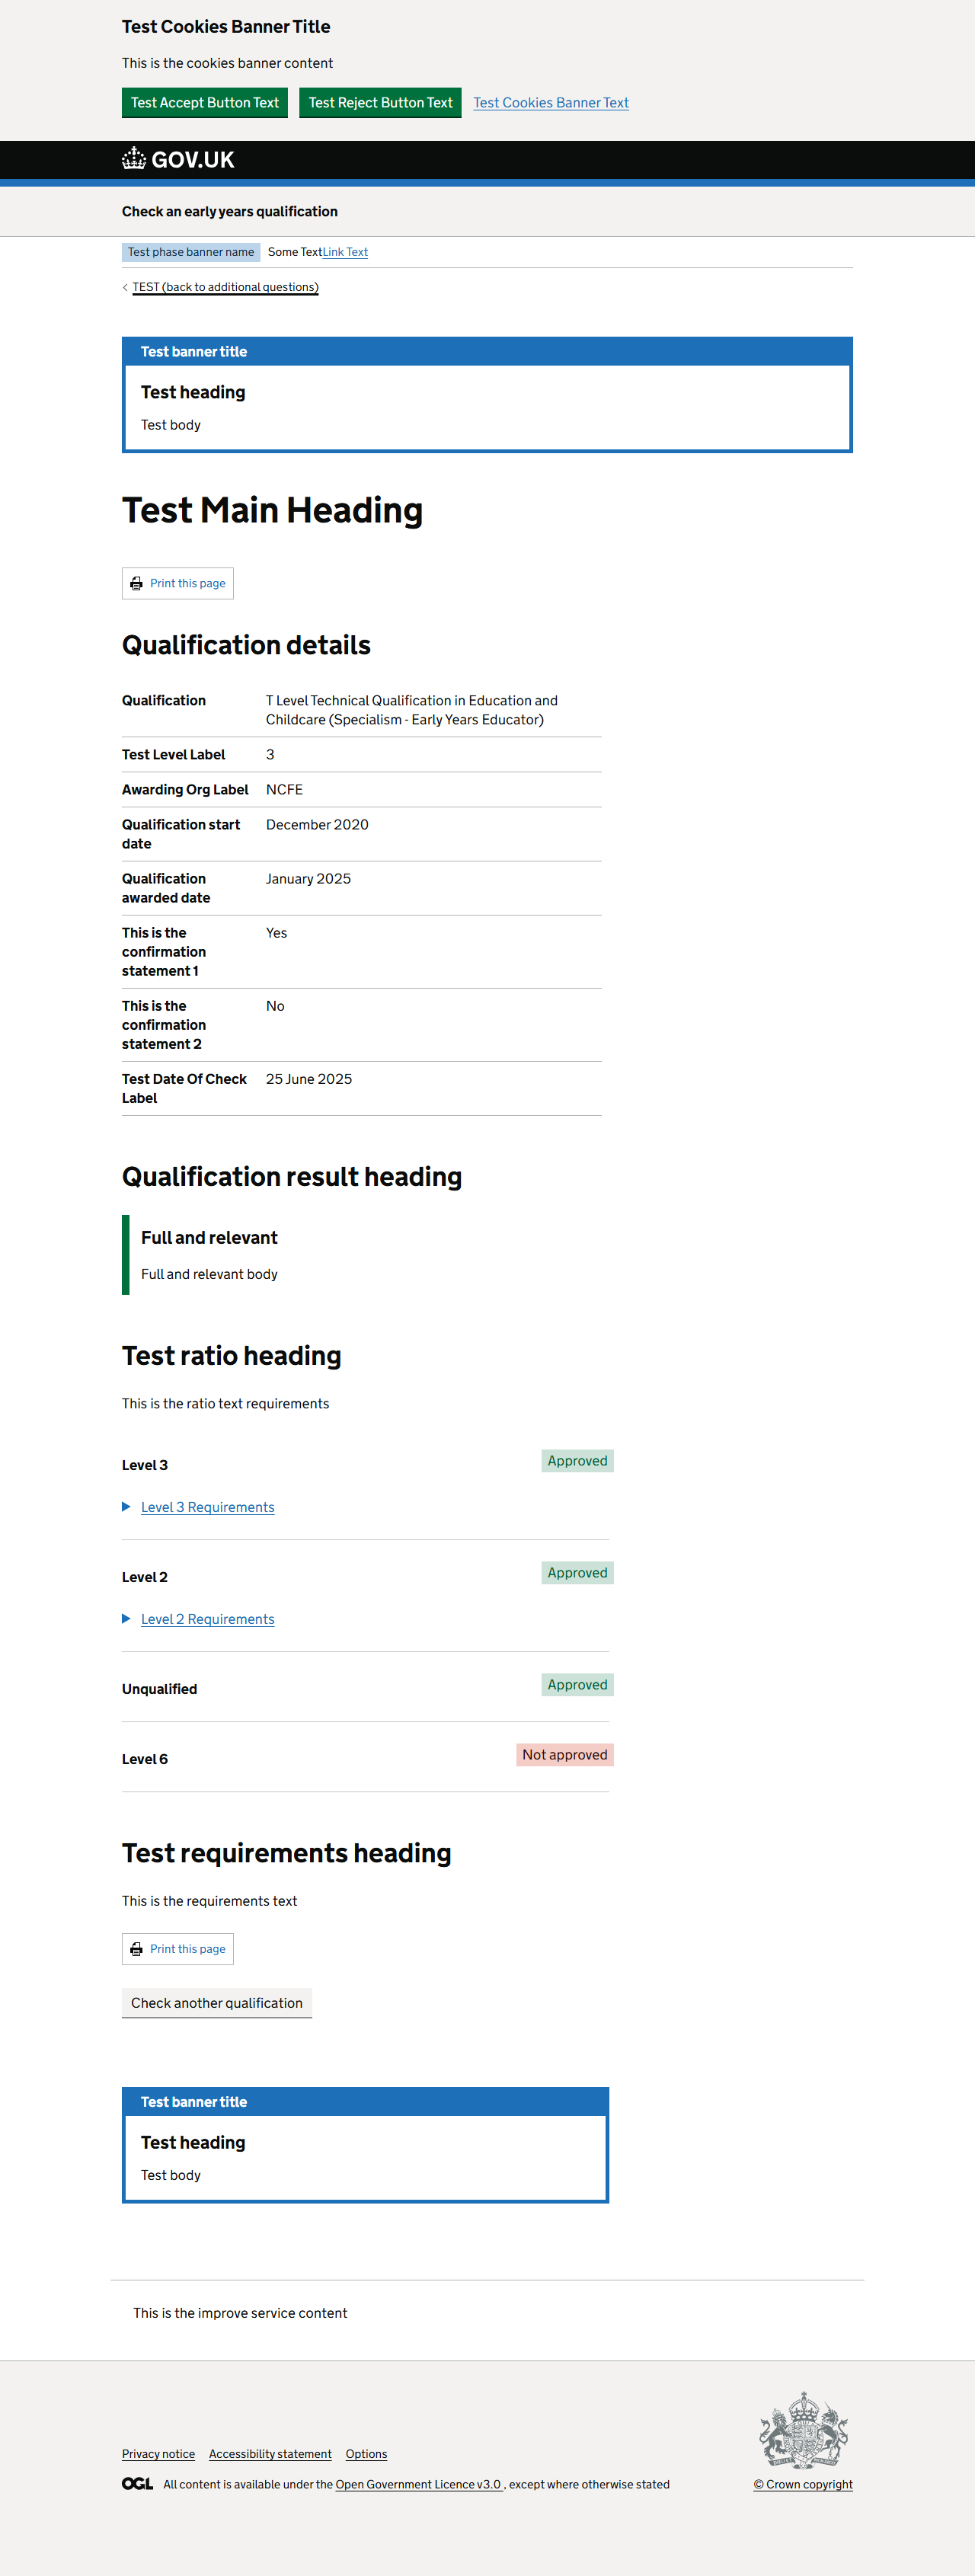 Test Cookies Banner Title
This is the cookies banner content
Test Accept Button Text Test Reject Button Text Test Cookies Banner Text
GOV.UK
Check an early years qualification
Test phase banner name Some TextLink Text
TEST (back to additional questions)
Test banner title
Test heading
Test body
Test Main Heading
Print this page
Qualification details
Qualification T Level Technical Qualification in Education and
Childcare (Specialism - Early Years Educator)
Test Level Label 3
Awarding Org Label NCFE
Qualification start December 2020
date
Qualification January 2025
awarded date
This is the Yes
confirmation
statement 1
This is the No
confirmation
statement 2
Test Date Of Check 25 June 2025
Label
Qualification result heading
Full and relevant
Full and relevant body
Test ratio heading
This is the ratio text requirements
Level 3 Approved
Level 3 Requirements
Level 2 Approved
Level 2 Requirements
Unqualified Approved
Level 6 Not approved
Test requirements heading
This is the requirements text
Print this page
Check another qualification
Test banner title
Test heading
Test body
This is the improve service content
Privacy notice Accessibility statement Options
OGL All content is available under the Open Government Licence v3.0 , except where otherwise stated
© Crown copyright